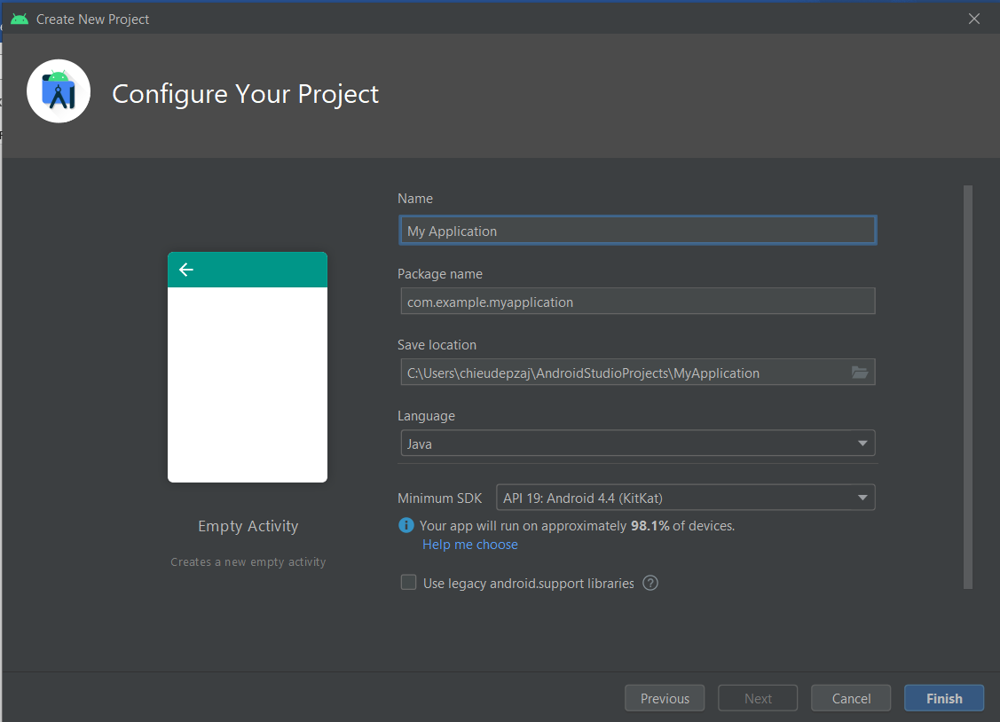 Create New Project
Configure Your Project
Name
My Application
Package name
com.example.myapplication
Save location
C:\Users\chieudepzaj\AndroidStudioProjects\MyApplication
Language
Java
Minimum SDK API 19: Android 4.4 (KitKat)
Your app will run on approximately 98.1% of devices.
Help me choose
Use legacy android.support libraries ?
Empty Activity
Creates a new empty activity
Previous Next Cancel Finish